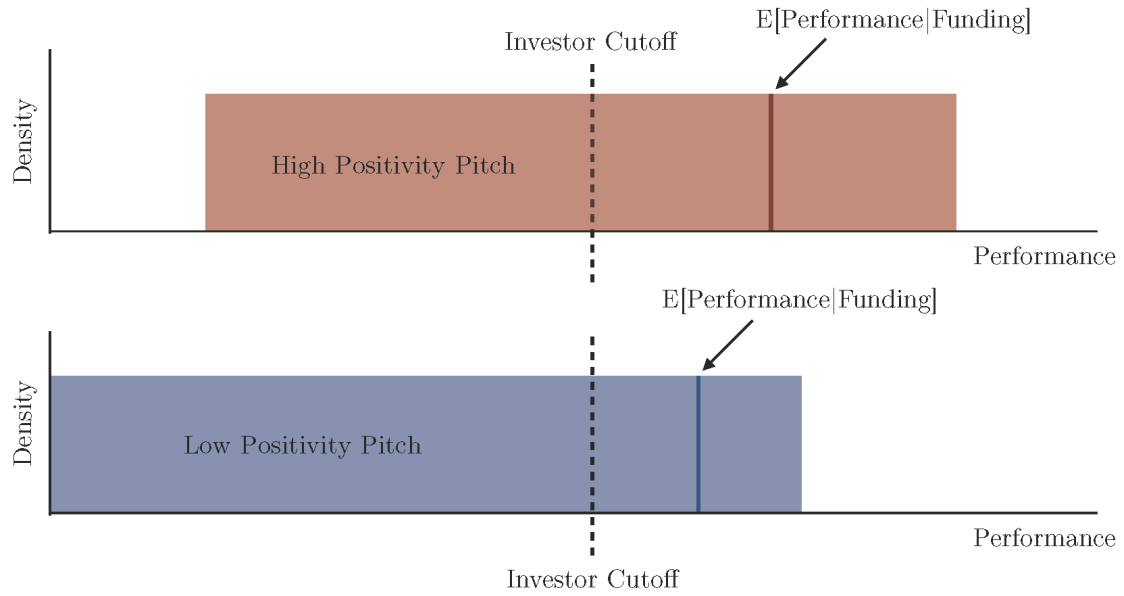 E[Performance|Funding]
Investor Cutoff
Density
High Positivity Pitch
Performance
E[Performance|Funding]
Density
Low Positivity Pitch
Performance
Investor Cutoff